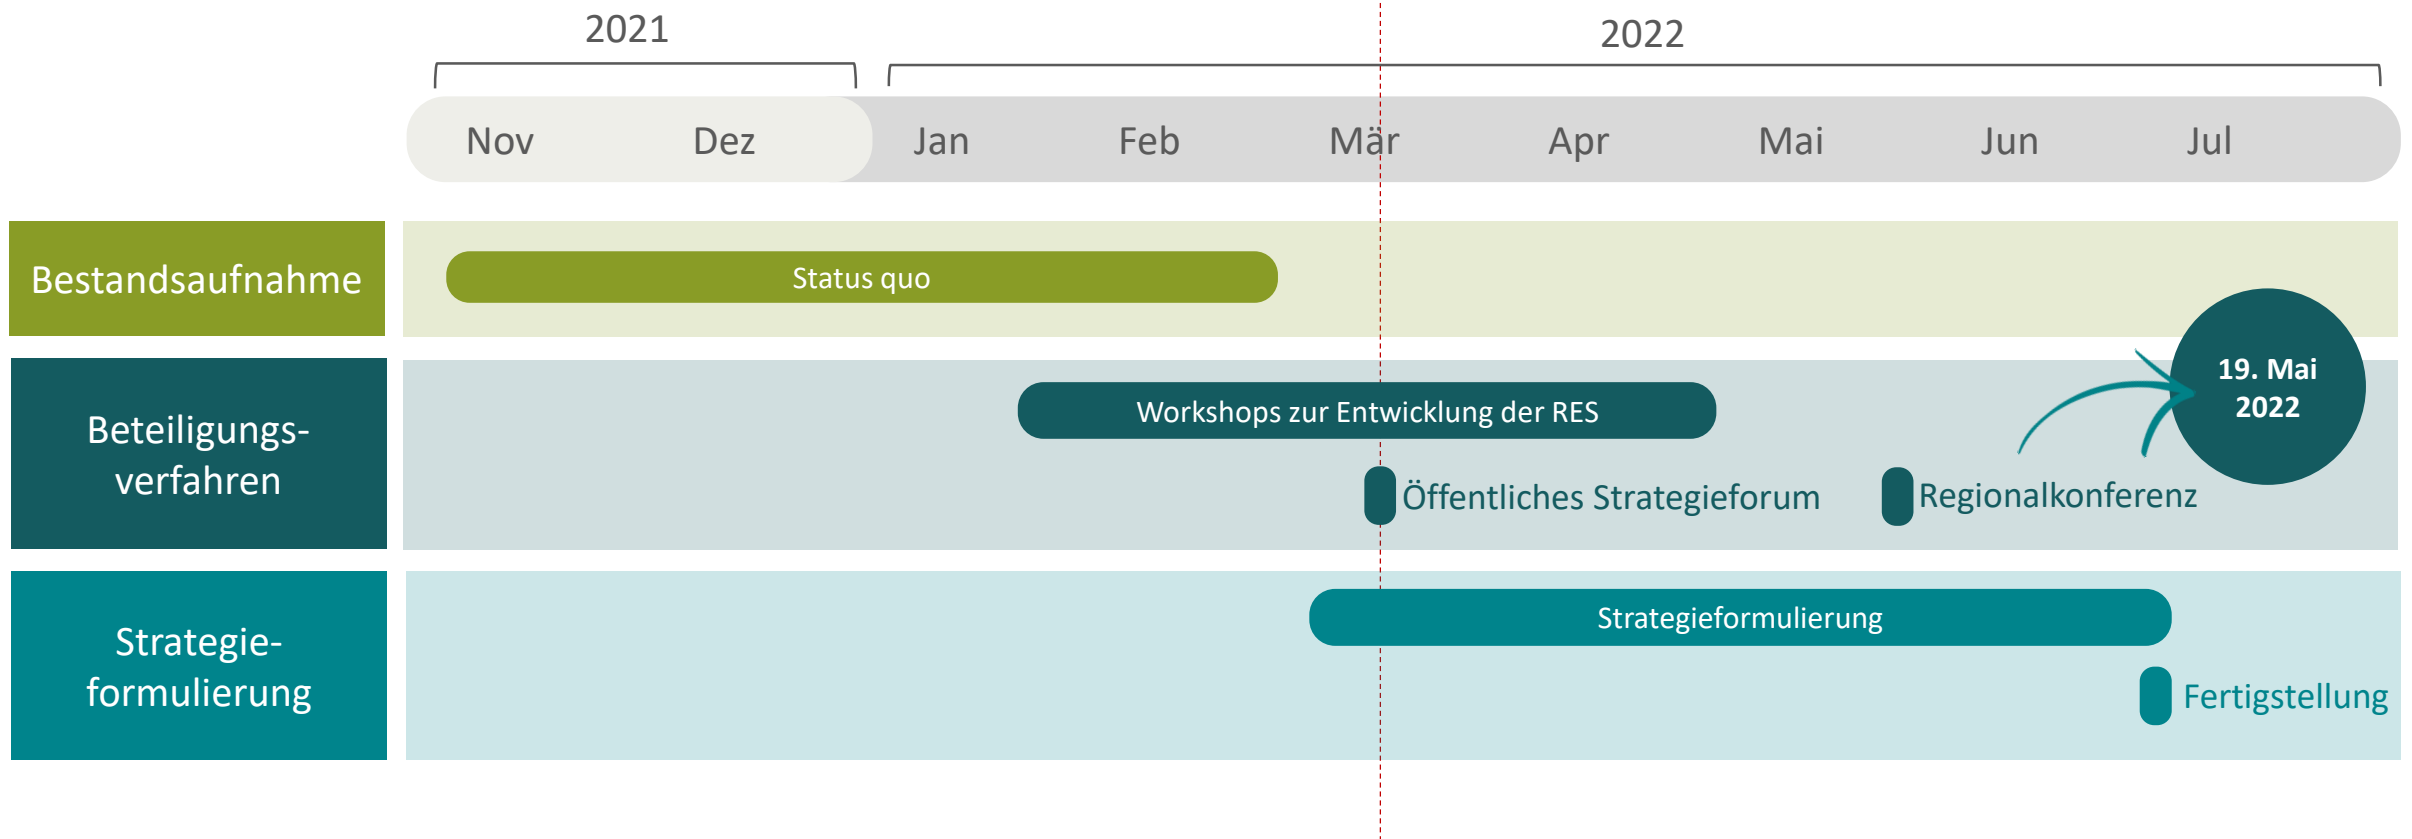 2021
2022
Nov
Dez
Jan
Feb
Mär
Apr
Mai
Jun
Jul
Bestandsaufnahme
Status quo
Beteiligungs-
verfahren
Workshops zur Entwicklung der RES
19. Mai
2022
Öffentliches Strategieforum
Regionalkonferenz
Strategie-
formulierung
Strategieformulierung
Fertigstellung